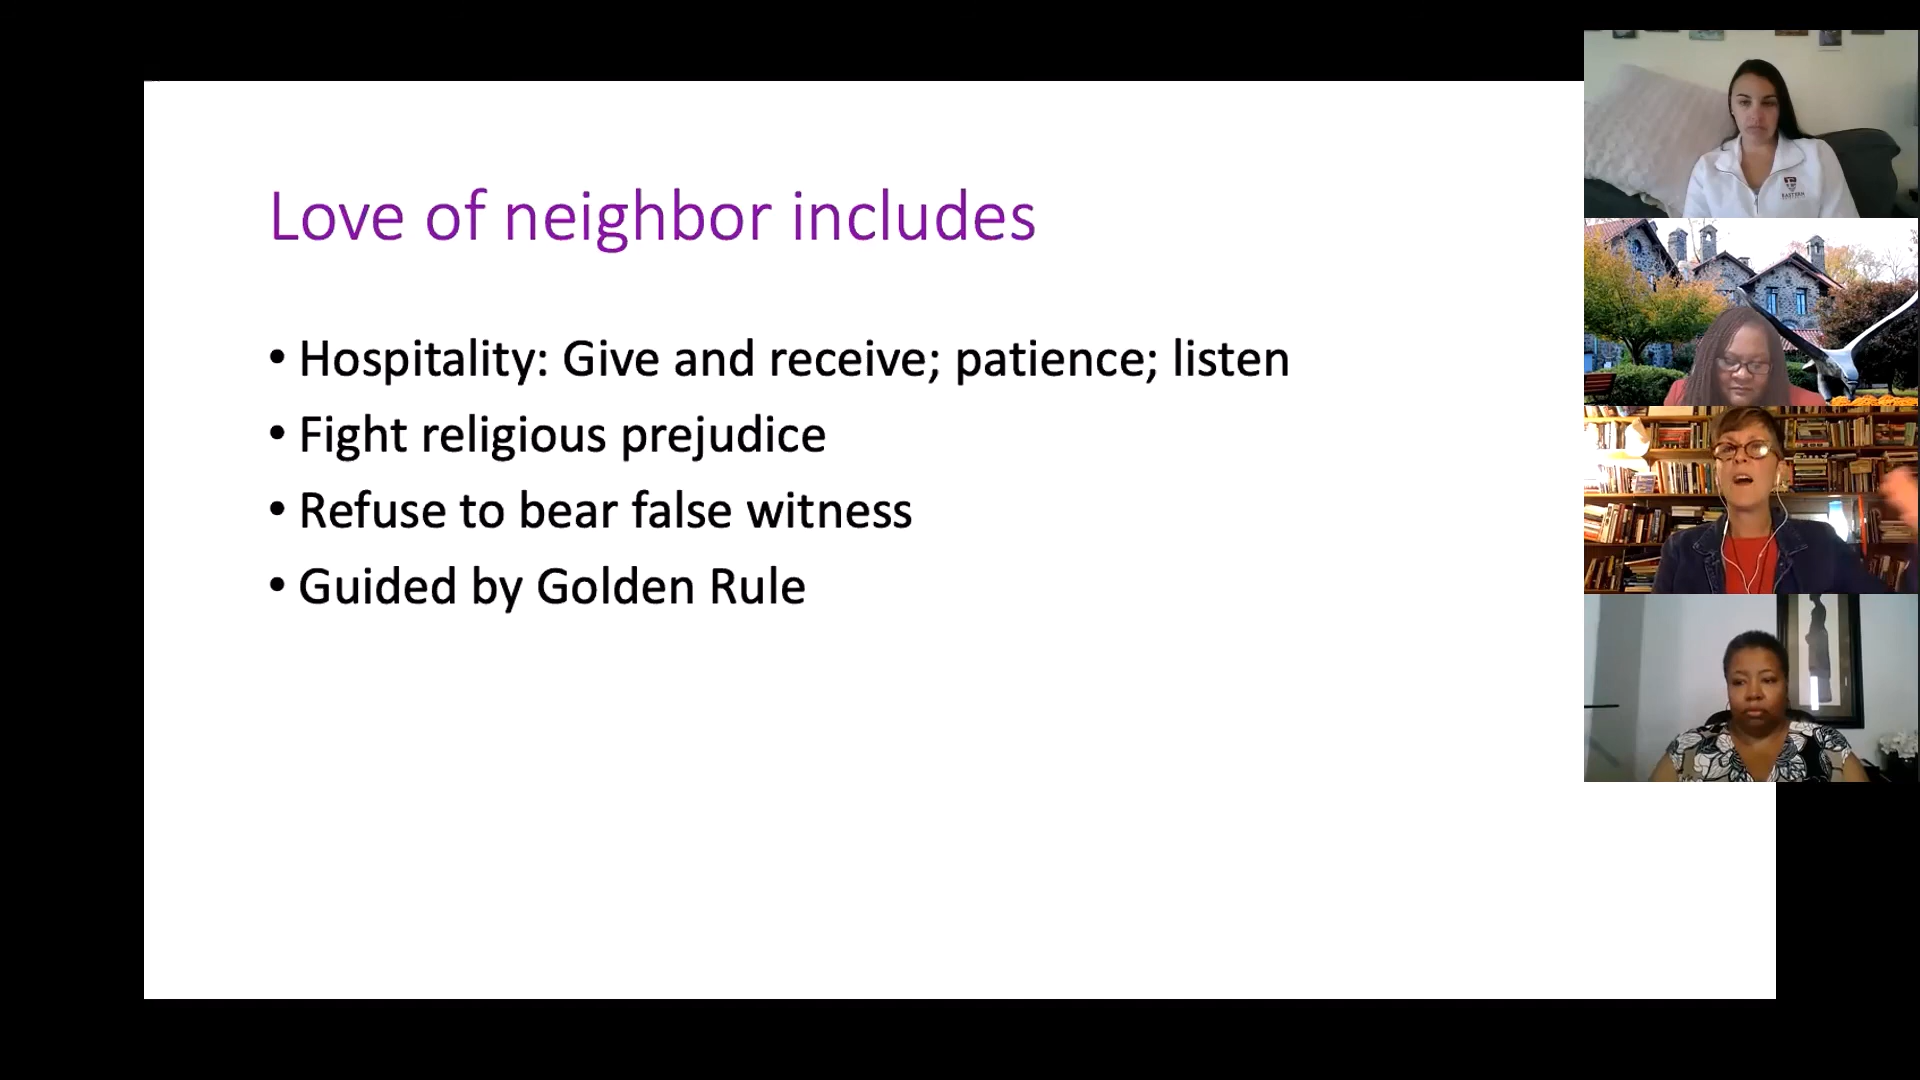 Love of neighbor includes
• Hospitality: Give and receive; patience; listen
• Fight religious prejudice
• Refuse to bear false witness
• Guided by Golden Rule
EASTERN